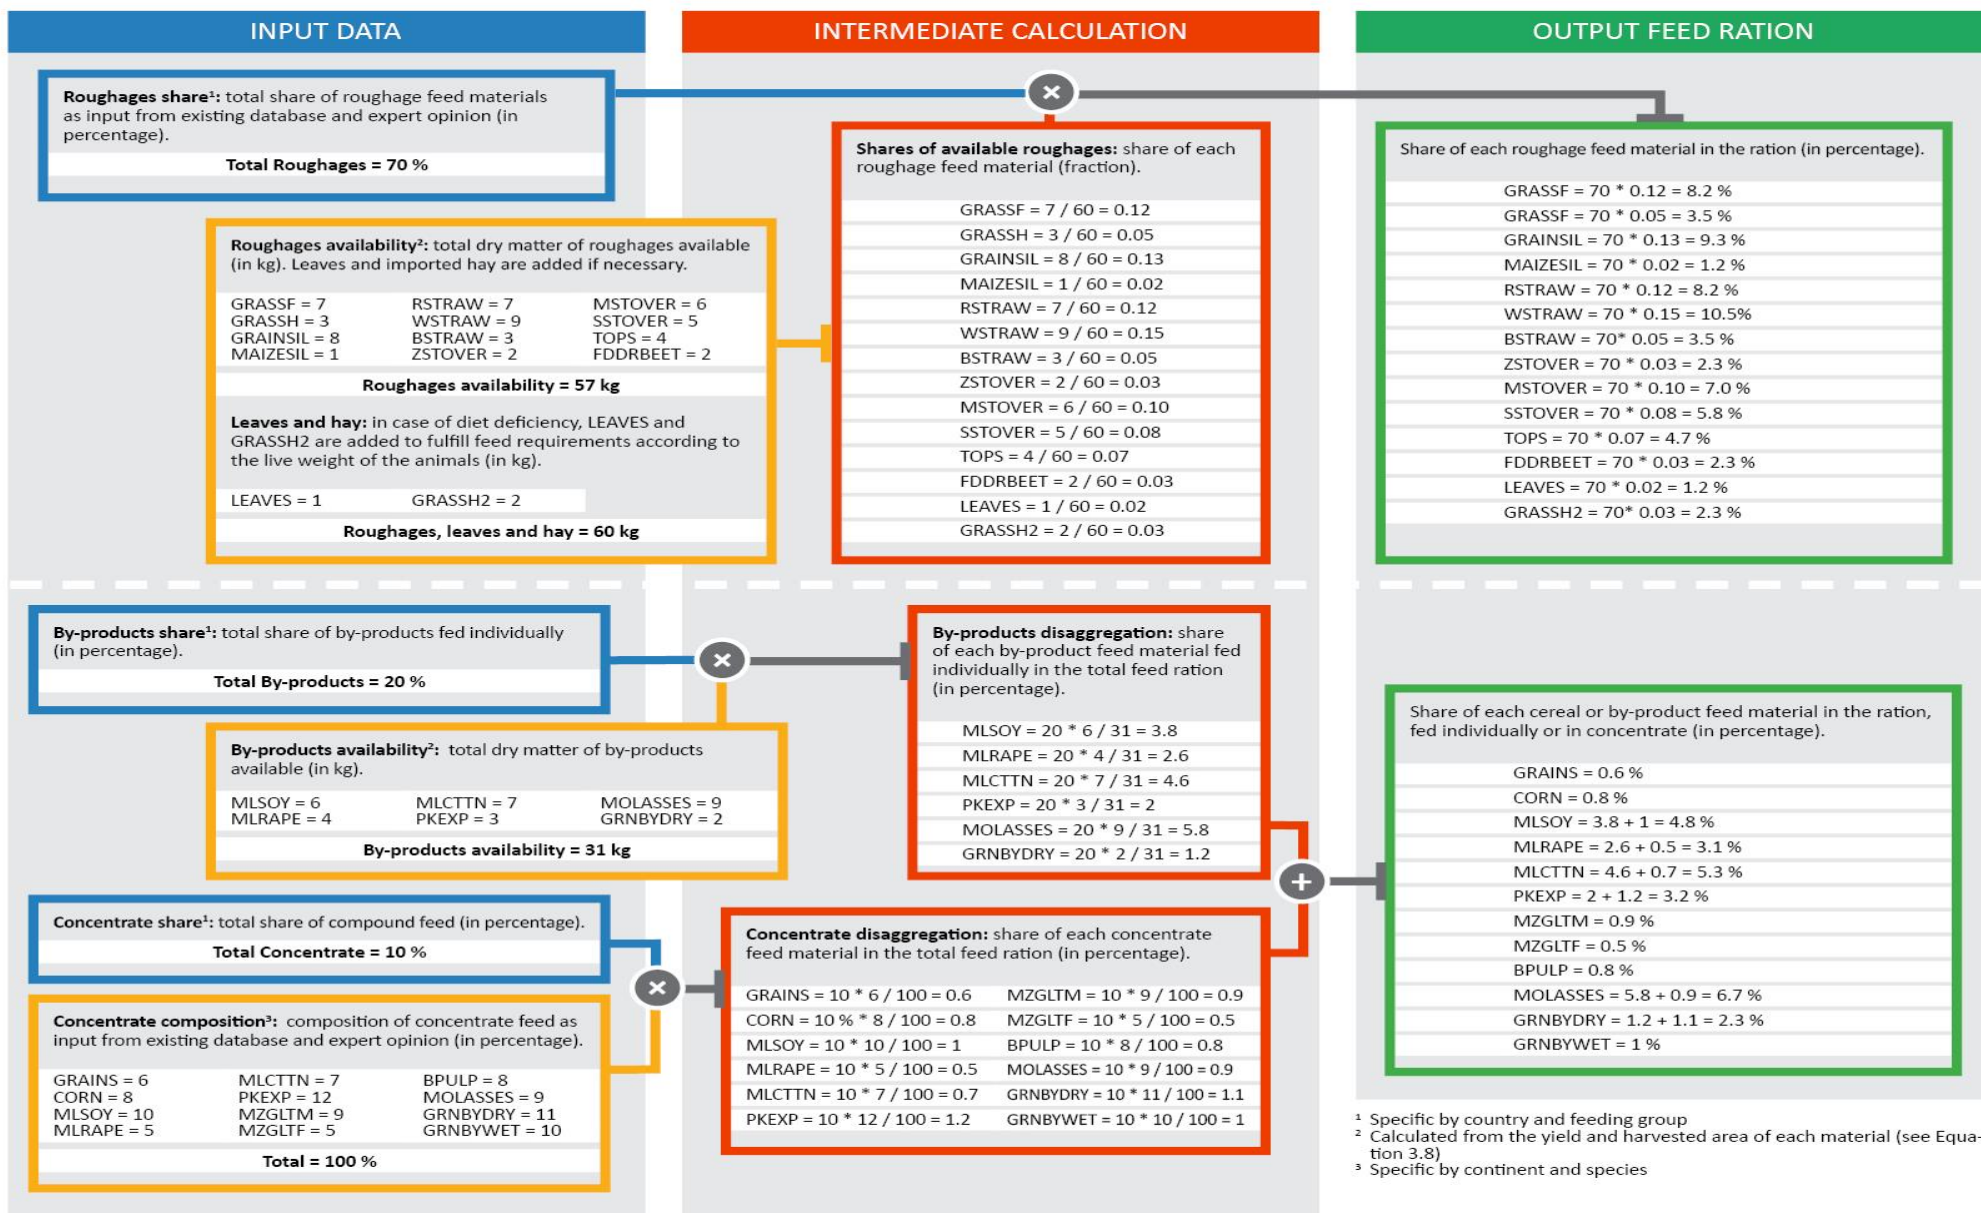 INPUT DATA
Roughages share¹: total share of roughage feed materials
as input from existing database and expert opinion (in
percentage).
Total Roughages = 70 %
Roughages availability²: total dry matter of roughages available
(in kg). Leaves and imported hay are added if necessary.
GRASSF = 7 RSTRAW = 7 MSTOVER = 6
GRASSH = 3 WSTRAW = 9 SSTOVER = 5
GRAINSIL = 8 BSTRAW = 3 TOPS = 4
MAIZESIL = 1 ZSTOVER = 2 FDDRBEET = 2
Roughages availability = 57 kg
Leaves and hay: in case of diet deficiency, LEAVES and
GRASSH2 are added to fulfill feed requirements according to
the live weight of the animals (in kg).
LEAVES = 1 GRASSH2 = 2
Roughages, leaves and hay = 60 kg
By-products share¹: total share of by-products fed individually
(in percentage).
Total By-products = 20 %
By-products availability²: total dry matter of by-products
available (in kg).
MLSOY = 6 MLCTTN = 7 MOLASSES = 9
MLRAPE = 4 PKEXP = 3 GRNBYDRY = 2
By-products availability = 31 kg
Concentrate share¹: total share of compound feed (in percentage).
Total Concentrate = 10 %
Concentrate composition³: composition of concentrate feed as
input from existing database and expert opinion (in percentage).
GRAINS = 6 MLCTTN = 7 BPULP = 8
CORN = 8 PKEXP = 12 MOLASSES = 9
MLSOY = 10 MZGLTM = 9 GRNBYDRY = 11
MLRAPE = 5 MZGLTF = 5 GRNBYWET = 10
Total = 100 %
INTERMEDIATE CALCULATION
×
Shares of available roughages: share of each
roughage feed material (fraction).
GRASSF = 7 / 60 = 0.12
GRASSH = 3 / 60 = 0.05
GRAINSIL = 8 / 60 = 0.13
MAIZESIL = 1 / 60 = 0.02
RSTRAW = 7 / 60 = 0.12
WSTRAW = 9 / 60 = 0.15
BSTRAW = 3 / 60 = 0.05
ZSTOVER = 2 / 60 = 0.03
MSTOVER = 6 / 60 = 0.10
SSTOVER = 5 / 60 = 0.08
TOPS = 4 / 60 = 0.07
FDDRBEET = 2 / 60 = 0.03
LEAVES = 1 / 60 = 0.02
GRASSH2 = 2 / 60 = 0.03
×
By-products disaggregation: share
of each by-product feed material fed
individually in the total feed ration
(in percentage).
MLSOY = 20 * 6 / 31 = 3.8
MLRAPE = 20 * 4 / 31 = 2.6
MLCTTN = 20 * 7 / 31 = 4.6
PKEXP = 20 * 3 / 31 = 2
MOLASSES = 20 * 9 / 31 = 5.8
GRNBYDRY = 20 * 2 / 31 = 1.2
+
×
Concentrate disaggregation: share of each concentrate
feed material in the total feed ration (in percentage).
GRAINS = 10 * 6 / 100 = 0.6 MZGLTM = 10 * 9 / 100 = 0.9
CORN = 10 % * 8 / 100 = 0.8 MZGLTF = 10 * 5 / 100 = 0.5
MLSOY = 10 * 10 / 100 = 1 BPULP = 10 * 8 / 100 = 0.8
MLRAPE = 10 * 5 / 100 = 0.5 MOLASSES = 10 * 9 / 100 = 0.9
MLCTTN = 10 * 7 / 100 = 0.7 GRNBYDRY = 10 * 11 / 100 = 1.1
PKEXP = 10 * 12 / 100 = 1.2 GRNBYWET = 10 * 10 / 100 = 1
OUTPUT FEED RATION
Share of each roughage feed material in the ration (in percentage).
GRASSF = 70 * 0.12 = 8.2 %
GRASSF = 70 * 0.05 = 3.5 %
GRAINSIL = 70 * 0.13 = 9.3 %
MAIZESIL = 70 * 0.02 = 1.2 %
RSTRAW = 70 * 0.12 = 8.2 %
WSTRAW = 70 * 0.15 = 10.5%
BSTRAW = 70* 0.05 = 3.5 %
ZSTOVER = 70 * 0.03 = 2.3 %
MSTOVER = 70 * 0.10 = 7.0 %
SSTOVER = 70 * 0.08 = 5.8 %
TOPS = 70 * 0.07 = 4.7 %
FDDRBEET = 70 * 0.03 = 2.3 %
LEAVES = 70 * 0.02 = 1.2 %
GRASSH2 = 70* 0.03 = 2.3 %
Share of each cereal or by-product feed material in the ration,
fed individually or in concentrate (in percentage).
GRAINS = 0.6 %
CORN = 0.8 %
MLSOY = 3.8 + 1 = 4.8 %
MLRAPE = 2.6 + 0.5 = 3.1 %
MLCTTN = 4.6 + 0.7 = 5.3 %
PKEXP = 2 + 1.2 = 3.2 %
MZGLTM = 0.9 %
MZGLTF = 0.5 %
BPULP = 0.8 %
MOLASSES = 5.8 + 0.9 = 6.7 %
GRNBYDRY = 1.2 + 1.1 = 2.3 %
GRNBYWET = 1 %
¹ Specific by country and feeding group
² Calculated from the yield and harvested area of each material (see Equa-
tion 3.8)
³ Specific by continent and species